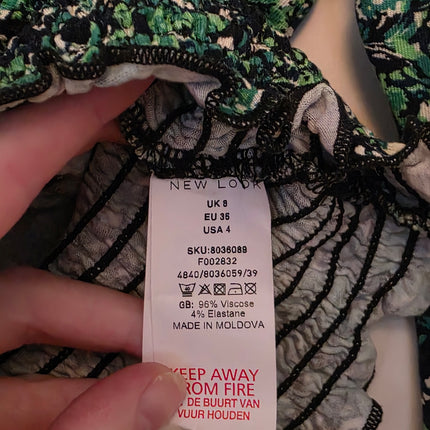 NEW LOOK
UK 8
EU 36
USA 4
SKU:8036089
F002832
4840/8036059/39
GB: 96% Viscose
4% Elastane
MADE IN MOLDOVA
KEEP AWAY
FROM FIRE
DE BUURT VAN
VUUR HOUDEN